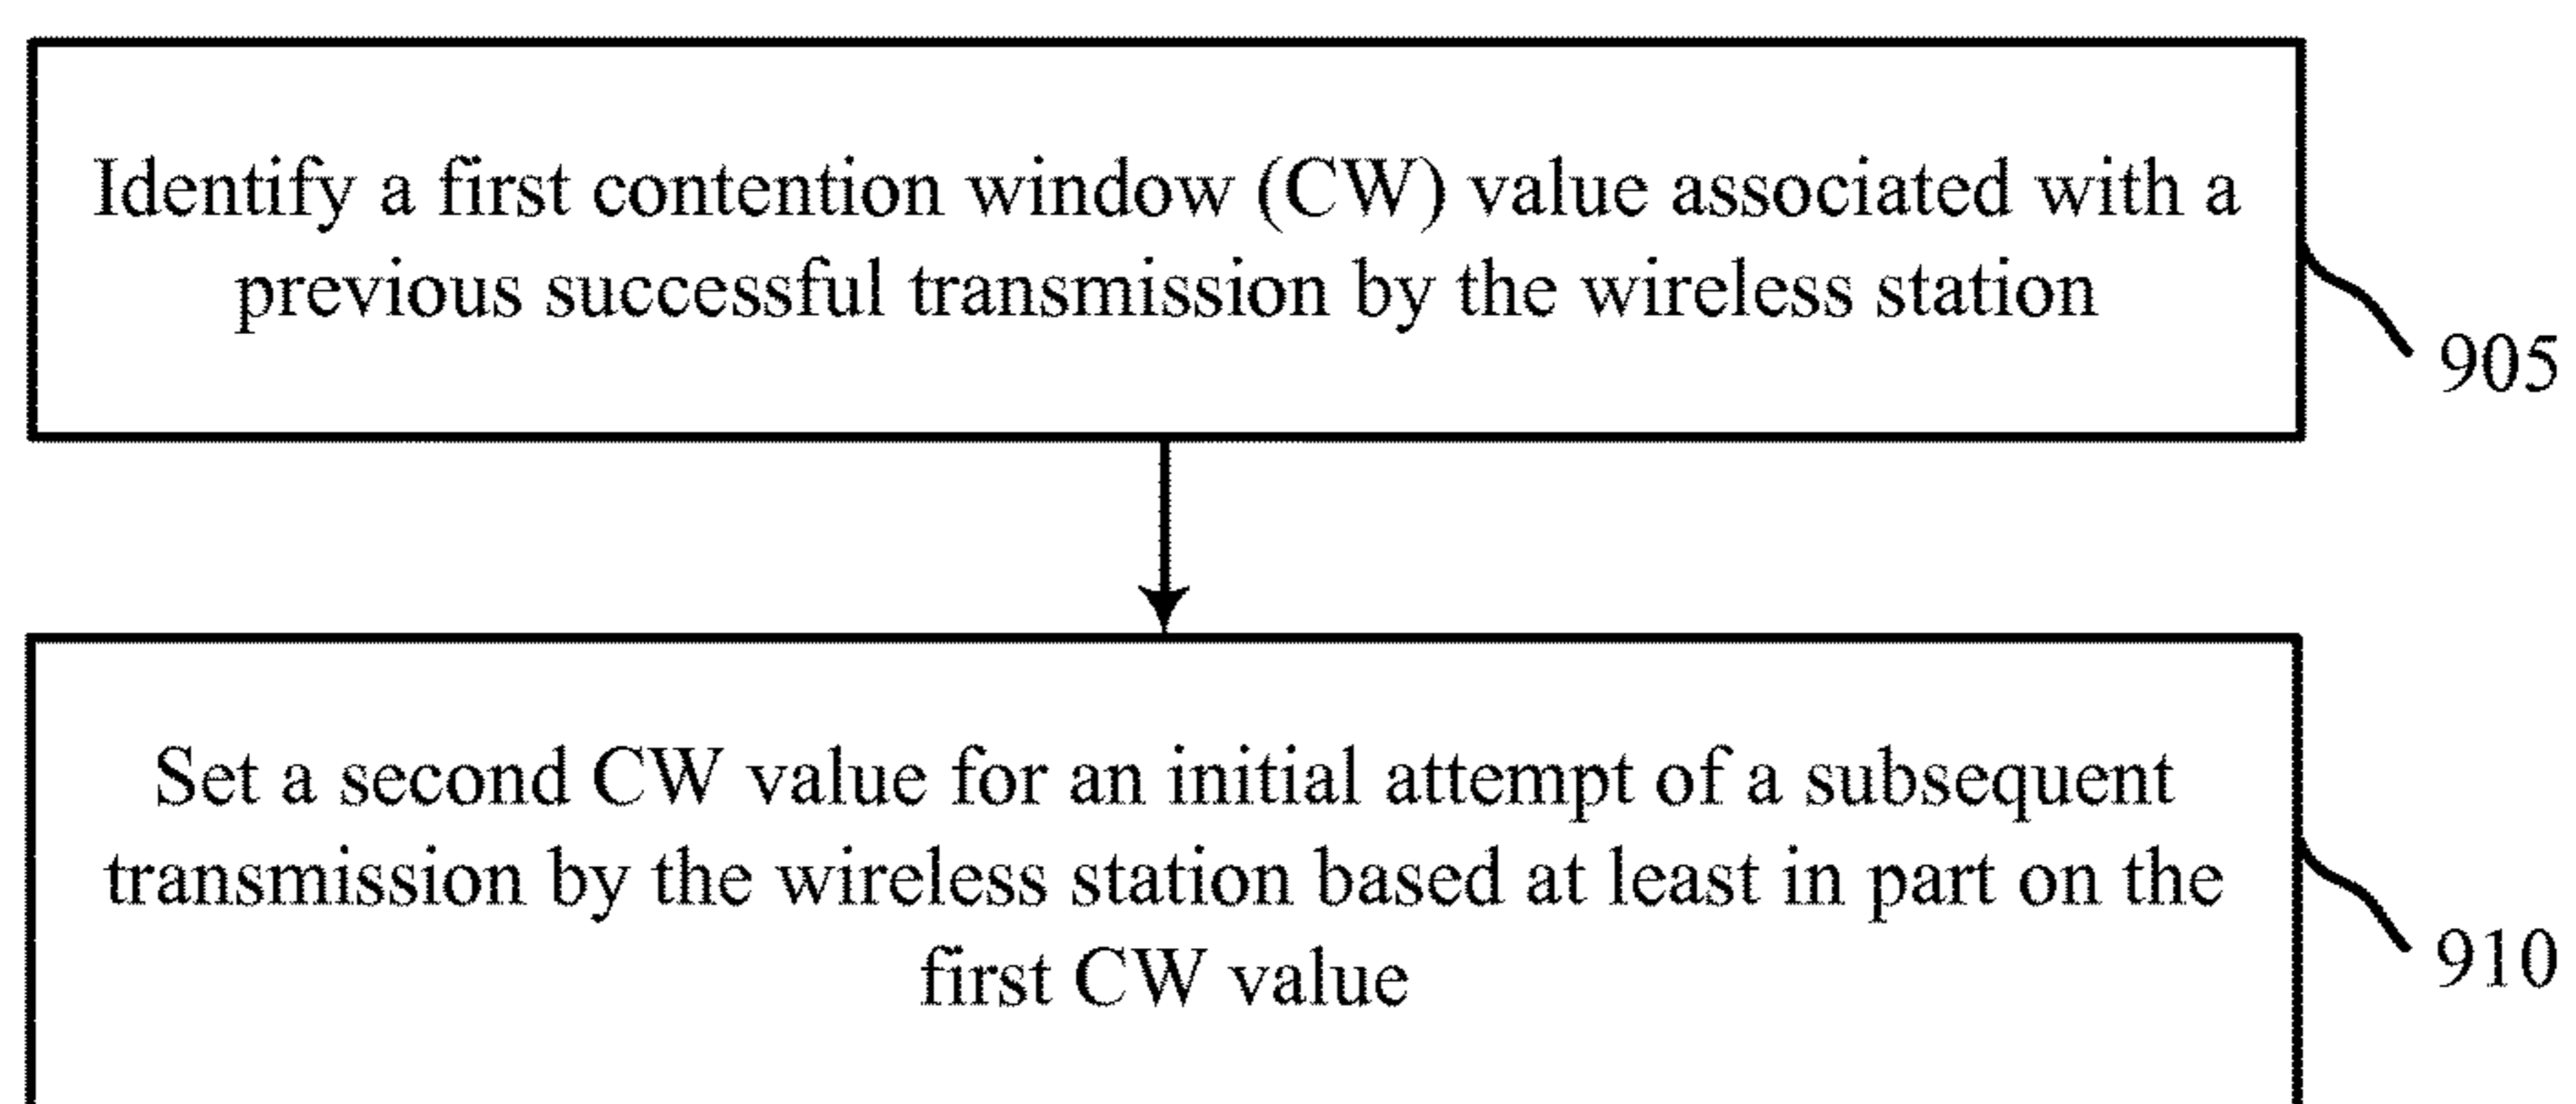 Identify a first contention window (CW) value associated with a
previous successful transmission by the wireless station
905
Set a second CW value for an initial attempt of a subsequent
transmission by the wireless station based at least in part on the
first CW value
910